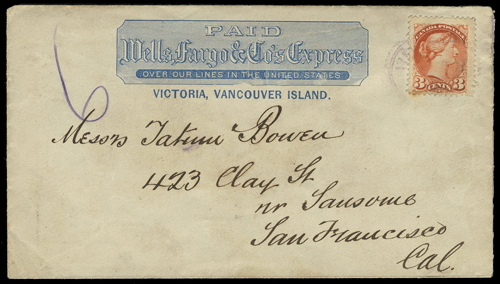 PAID
Wells, Fargo & Co's Express
OVER OUR LINES IN THE UNITED STATES
VICTORIA, VANCOUVER ISLAND.
CANADA POSTAGE
3 CENTS 3
Messrs Tatum Bowen
423 Clay St
nr Sansome
San Francisco
Cal.